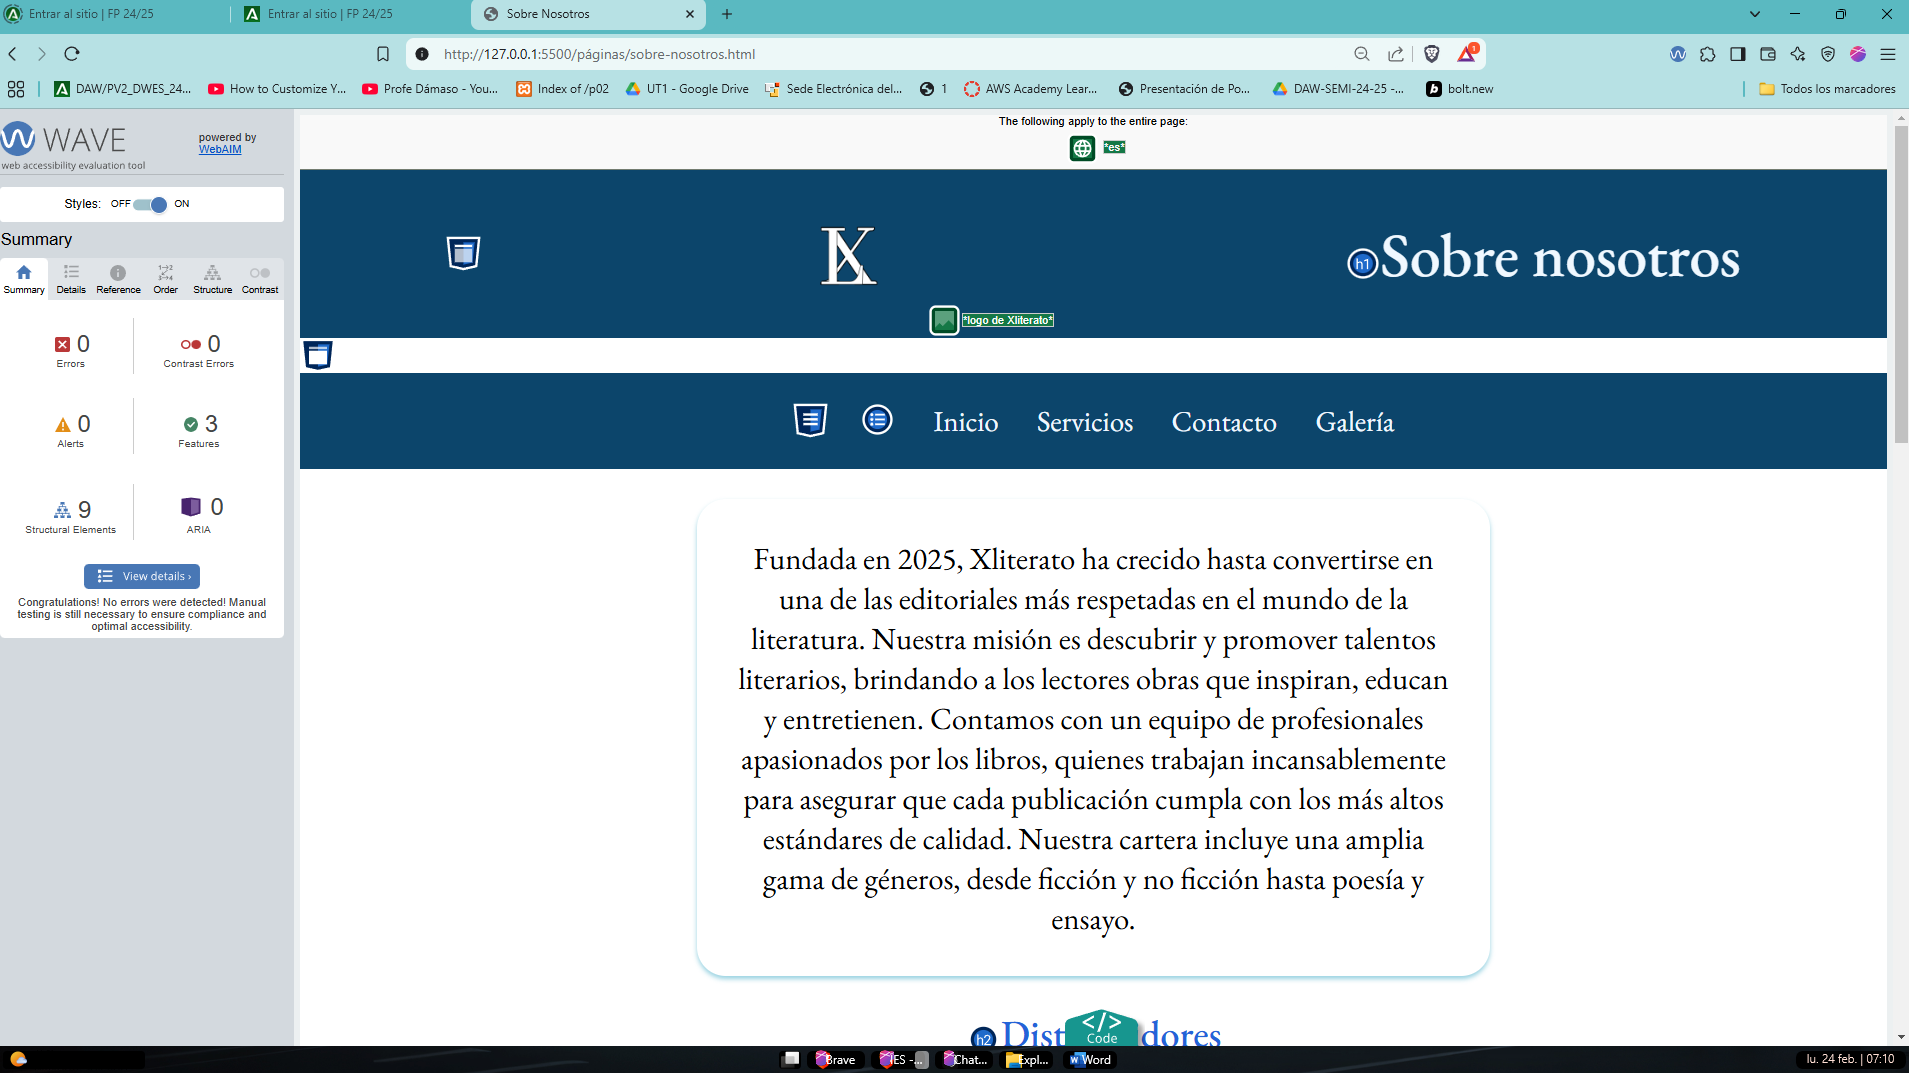 Entrar al sitio | FP 24/25
Entrar al sitio | FP 24/25
Sobre Nosotros
http://127.0.0.1:5500/páginas/sobre-nosotros.html
1
DAW/PV2_DWES_24...
How to Customize Y...
Profe Dámaso - You...
Index of /p02
UT1 - Google Drive
Sede Electrónica del...
1
AWS Academy Lear...
Presentación de Po...
DAW-SEMI-24-25 -...
bolt.new
Todos los marcadores
WAVE
web accessibility evaluation tool
powered by
WebAIM
Styles: OFF ON
Summary
Summary
Details
Reference
Order
Structure
Contrast
0
Errors
0
Contrast Errors
0
Alerts
3
Features
9
Structural Elements
0
ARIA
View details ›
Congratulations! No errors were detected! Manual
testing is still necessary to ensure compliance and
optimal accessibility.
The following apply to the entire page:
*es*
LX
h1 Sobre nosotros
*logo de Xliterato*
Inicio
Servicios
Contacto
Galería
Fundada en 2025, Xliterato ha crecido hasta convertirse en
una de las editoriales más respetadas en el mundo de la
literatura. Nuestra misión es descubrir y promover talentos
literarios, brindando a los lectores obras que inspiran, educan
y entretienen. Contamos con un equipo de profesionales
apasionados por los libros, quienes trabajan incansablemente
para asegurar que cada publicación cumpla con los más altos
estándares de calidad. Nuestra cartera incluye una amplia
gama de géneros, desde ficción y no ficción hasta poesía y
ensayo.
h2 Dist
dores
</>
Code
Brave
ES -...
Chat...
Expl...
Word
lu. 24 feb. | 07:10